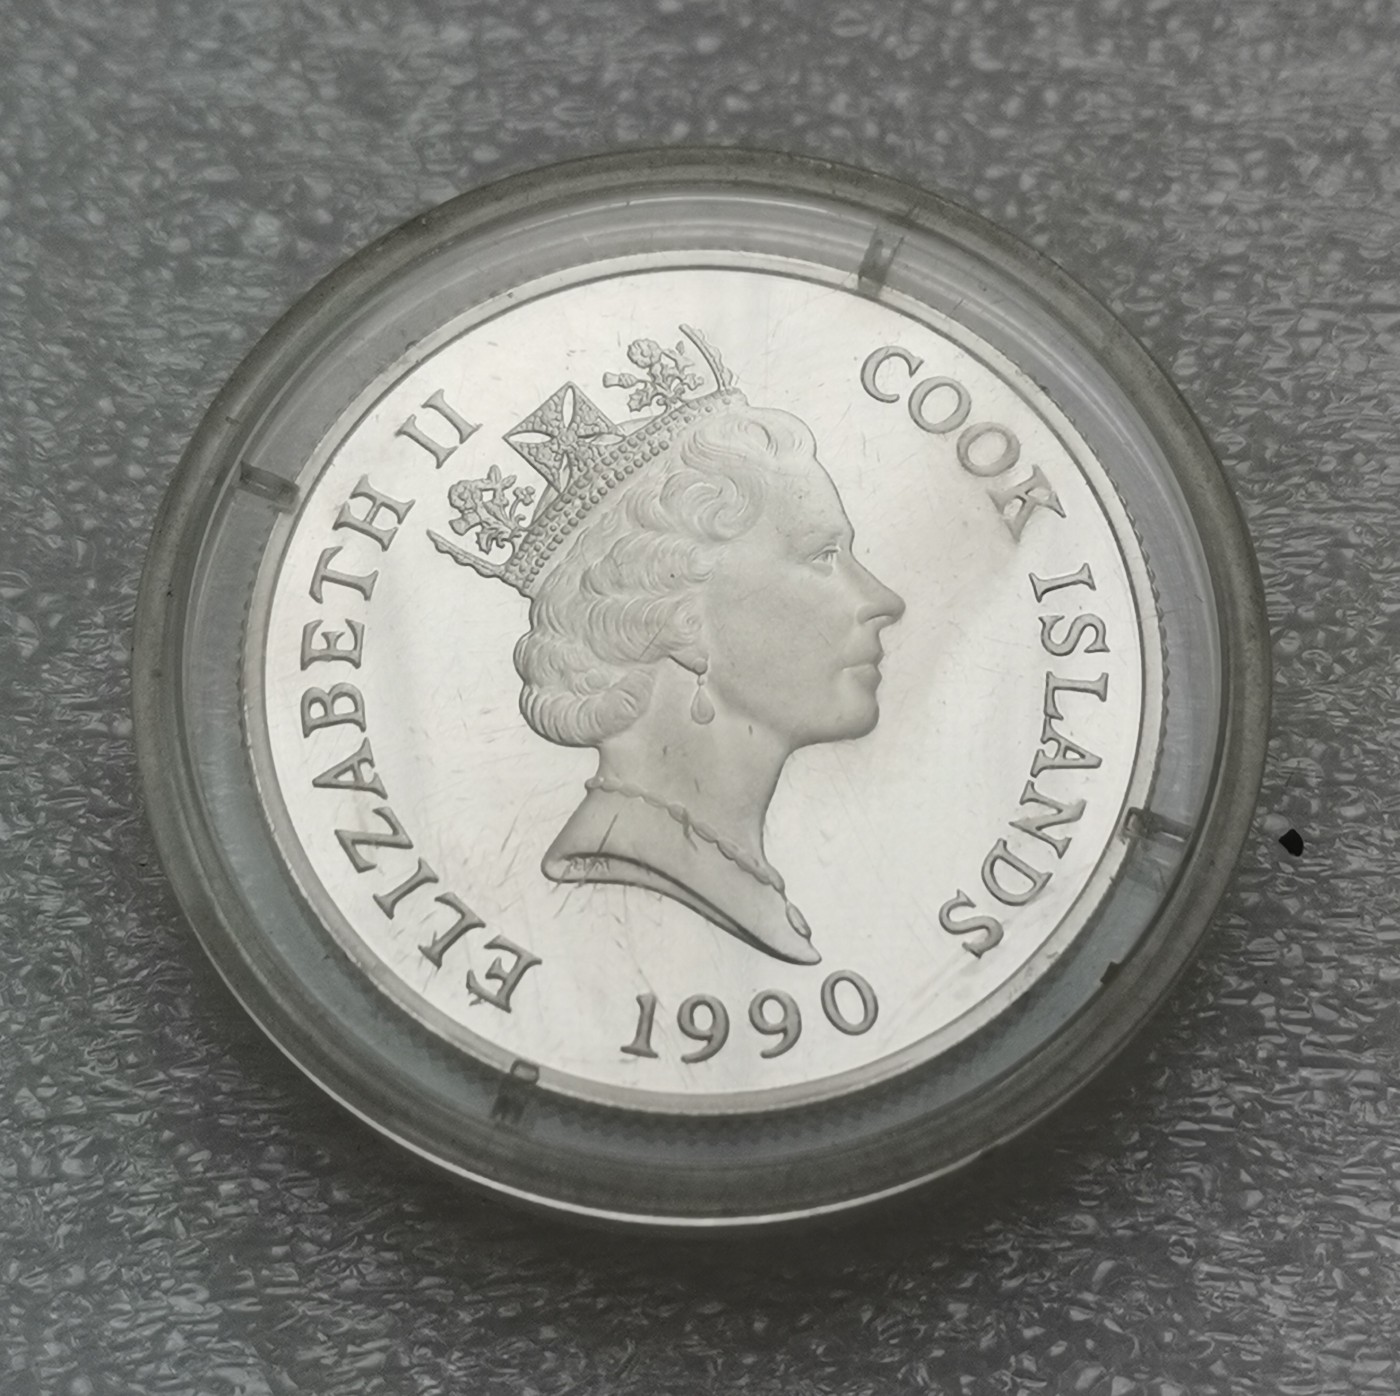 ELIZABETH II
COOK ISLANDS
1990